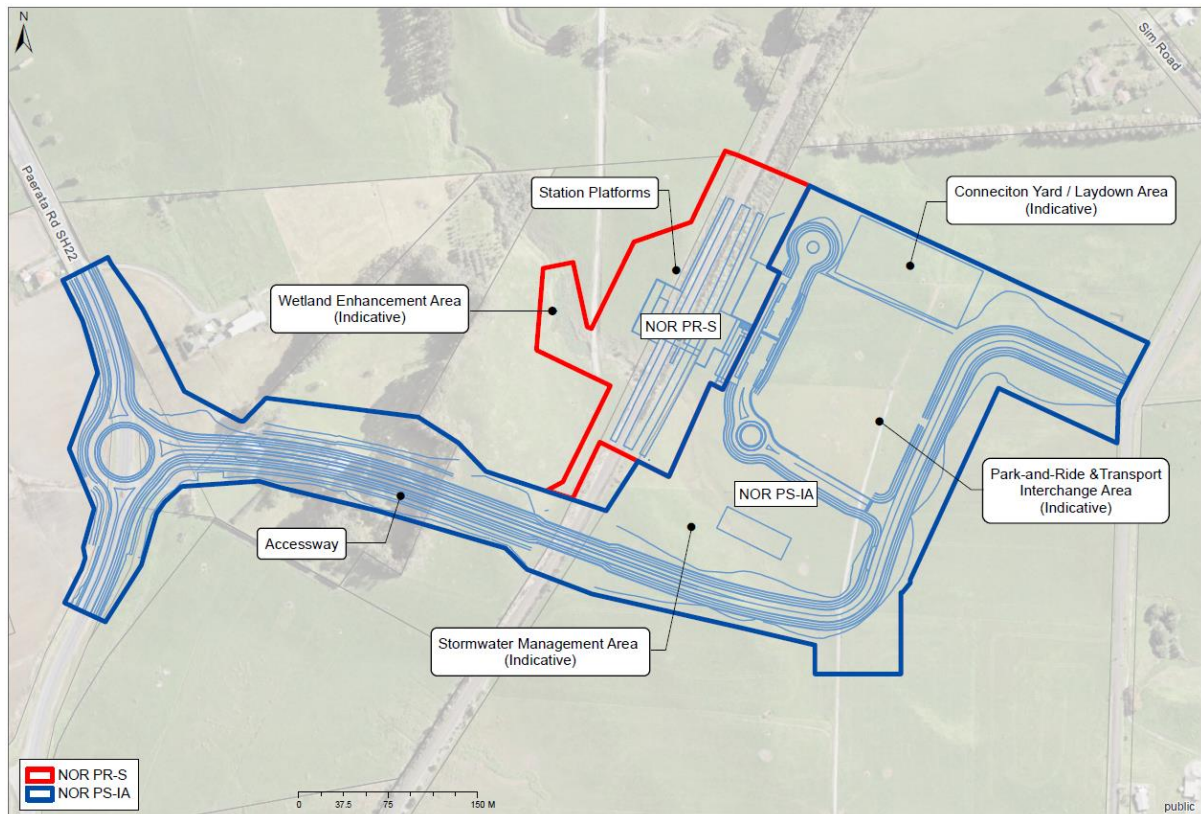 N
Sim Road
Paerata Rd SH22
Station Platforms
Conneciton Yard / Laydown Area
(Indicative)
Wetland Enhancement Area
(Indicative)
NOR PR-S
Park-and-Ride &Transport
Interchange Area
(Indicative)
NOR PS-IA
Accessway
Stormwater Management Area
(Indicative)
NOR PR-S
NOR PS-IA
0 37.5 75 150 M
public